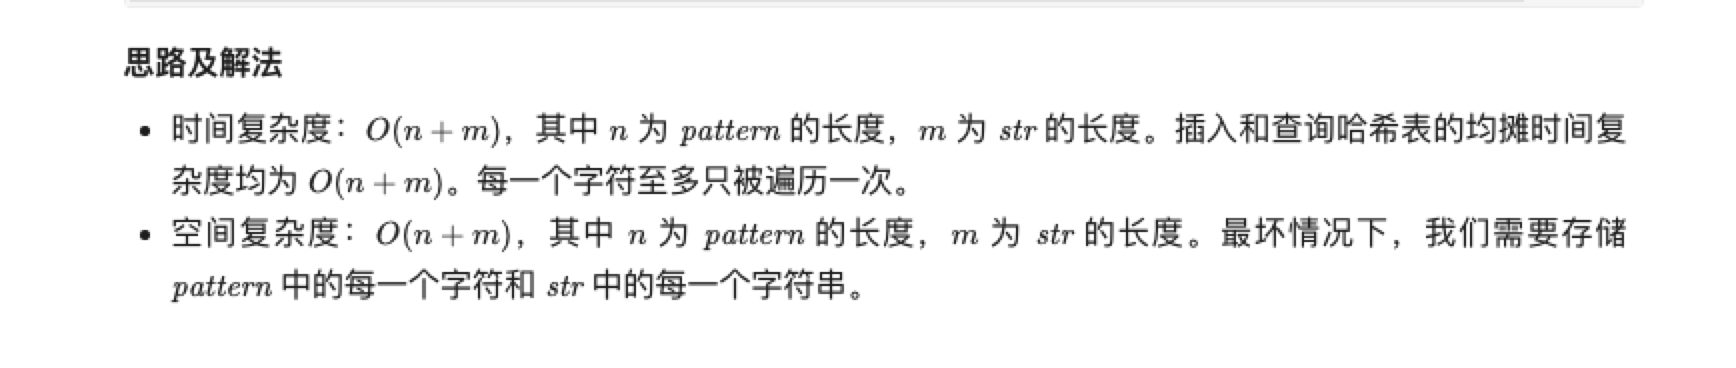 思路及解法
• 时间复杂度：O(n + m)，其中 n 为 pattern 的长度，m 为 str 的长度。插入和查询哈希表的均摊时间复
杂度均为 O(n + m)。每一个字符至多只被遍历一次。
• 空间复杂度：O(n + m)，其中 n 为 pattern 的长度，m 为 str 的长度。最坏情况下，我们需要存储
pattern 中的每一个字符和 str 中的每一个字符串。